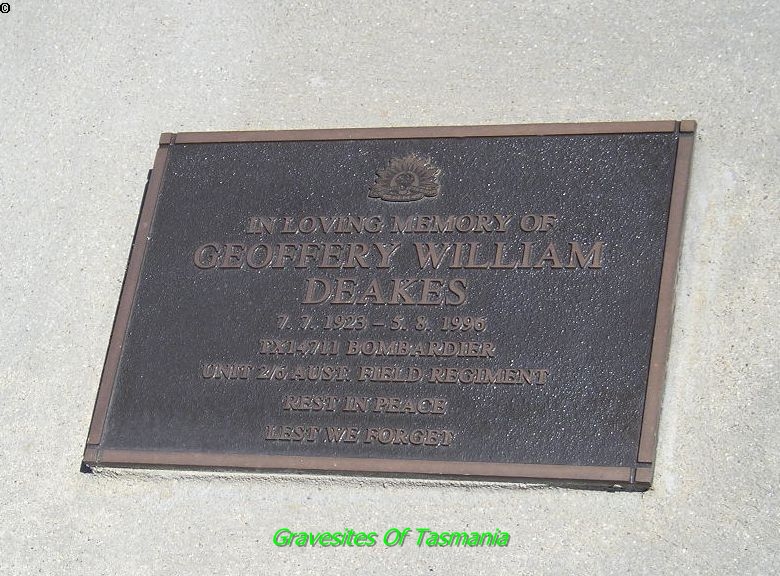 ©
IN LOVING MEMORY OF
GEOFFERY WILLIAM
DEAKES
7. 7. 1923 – 5. 8. 1996
PX14711 BOMBARDIER
UNIT 2/6 AUST. FIELD REGIMENT
REST IN PEACE
LEST WE FORGET
Gravesites Of Tasmania